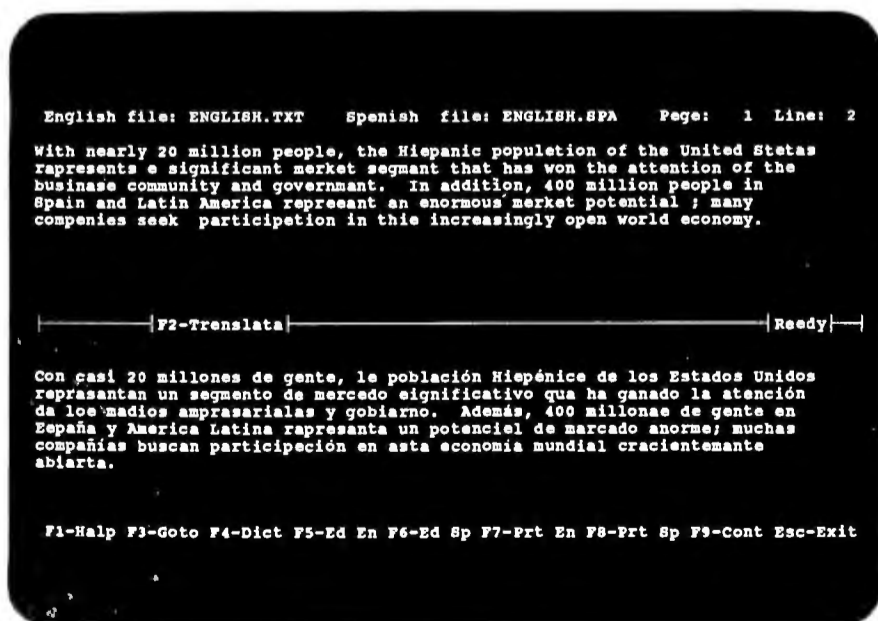 English file: ENGLISH.TXT Spenish file: ENGLISH.SPA Pege: 1 Line: 2
With nearly 20 million people, the Hiepanic populetion of the United Stetas
rapresents e significant merket segmant that has won the attention of the
businase community and governmant. In addition, 400 million people in
Spain and Latin America repreeant an enormous merket potential ; many
compenies seek participetion in thie increasingly open world economy.
F2-Trenslata Reedy
Con casi 20 millones de gente, le población Hiepénice de los Estados Unidos
reprasantan un segmento de mercedo eignificativo qua ha ganado la atención
da loe madios amprasarialas y gobiarno. Además, 400 millonae de gente en
Eepaña y America Latina rapresanta un potenciel de marcado anorme; muchas
compañías buscan participeción en asta economía mundial cracientemante
abiarta.
F1-Halp F3-Goto F4-Dict F5-Ed En F6-Ed Sp F7-Prt En F8-Prt Sp F9-Cont Esc-Exit